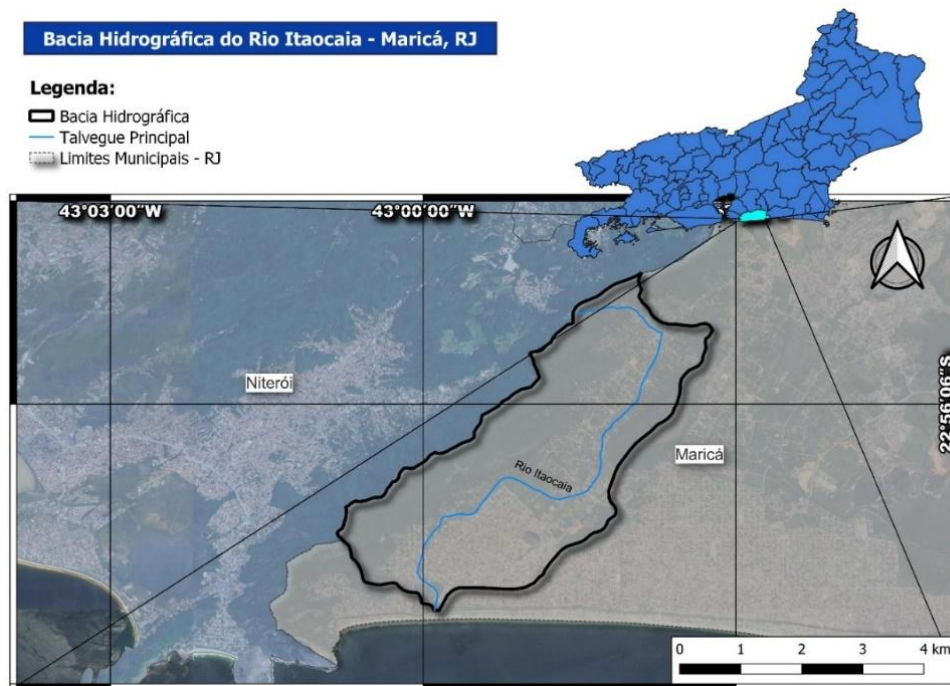 Bacia Hidrográfica do Rio Itaocaia - Maricá, RJ
Legenda:
Bacia Hidrográfica
Talvegue Principal
Limites Municipais - RJ
43°03'00"W
43°00'00"W
22°56'06"S
Niterói
Maricá
Rio Itaocaia
0 1 2 3 4 km